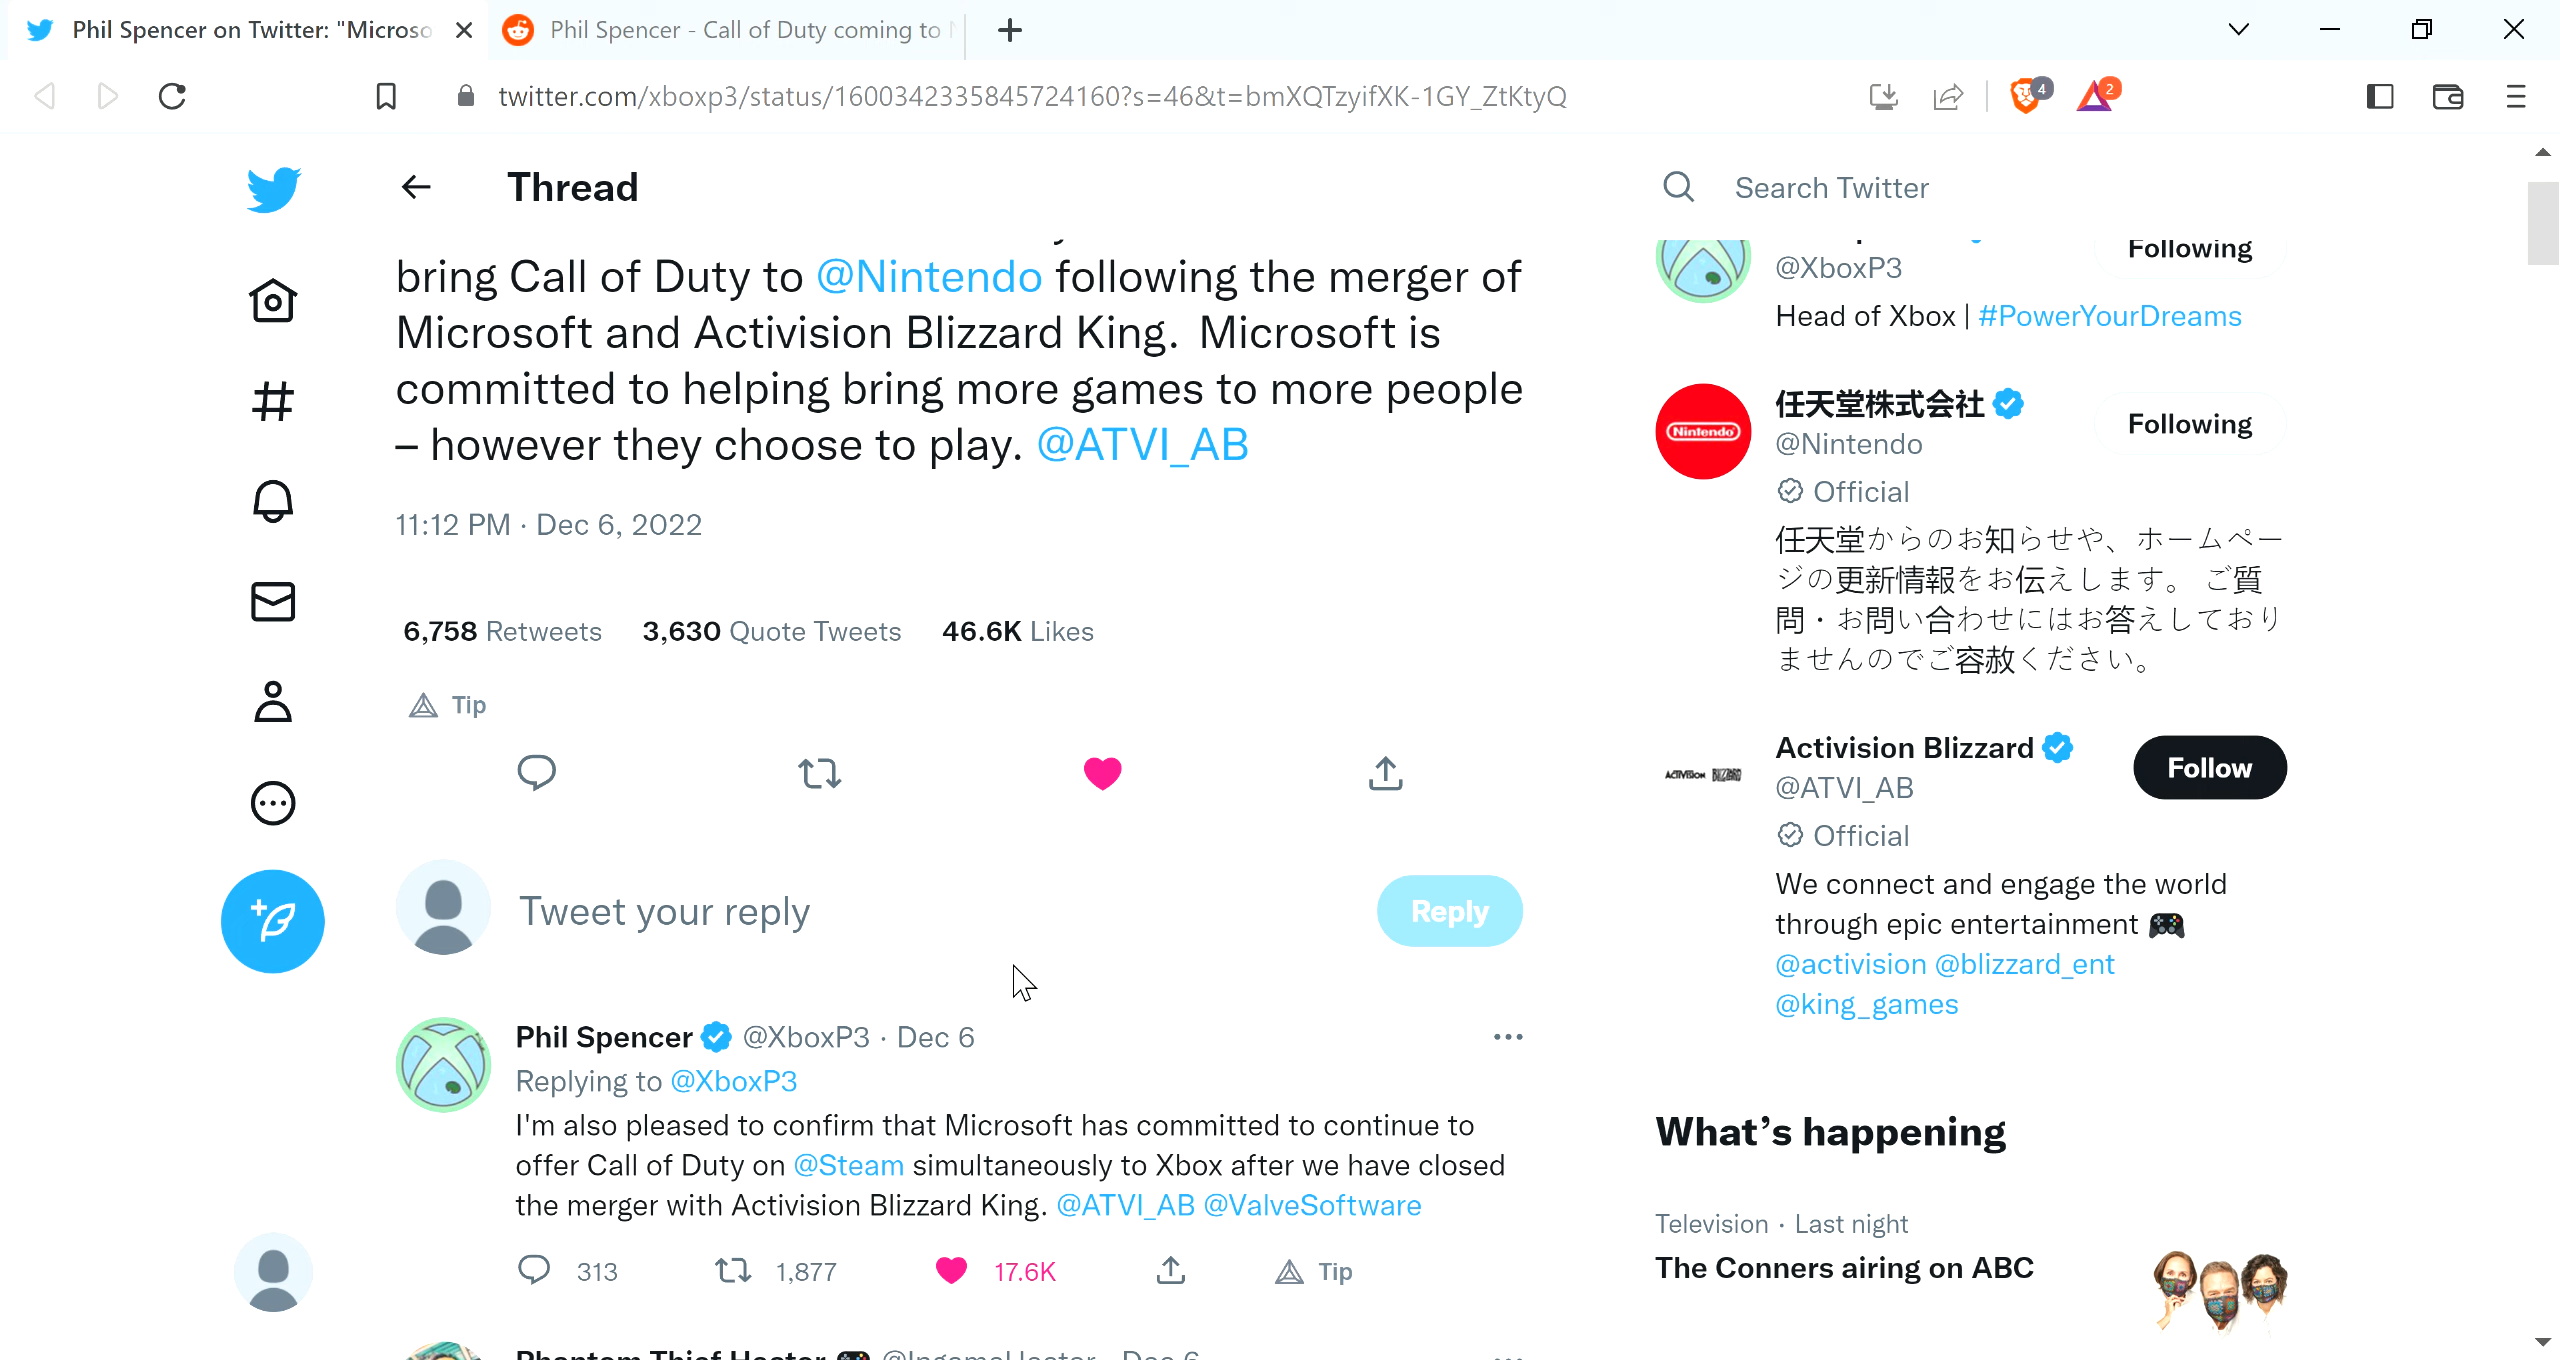 Phil Spencer on Twitter: "Microso
Phil Spencer - Call of Duty coming to
twitter.com/xboxp3/status/1600342335845724160?s=46&t=bmXQTzyifXK-1GY_ZtKtyQ
4
2
Thread
bring Call of Duty to @Nintendo following the merger of
Microsoft and Activision Blizzard King. Microsoft is
committed to helping bring more games to more people
– however they choose to play. @ATVI_AB
11:12 PM · Dec 6, 2022
6,758 Retweets 3,630 Quote Tweets 46.6K Likes
Tip
Tweet your reply
Reply
Phil Spencer @XboxP3 · Dec 6
Replying to @XboxP3
I'm also pleased to confirm that Microsoft has committed to continue to
offer Call of Duty on @Steam simultaneously to Xbox after we have closed
the merger with Activision Blizzard King. @ATVI_AB @ValveSoftware
313 1,877 17.6K Tip
Phantom Thief Hector @IngameHector · Dec 6
Search Twitter
@XboxP3
Following
Head of Xbox | #PowerYourDreams
Nintendo
任天堂株式会社
@Nintendo
Following
Official
任天堂からのお知らせや、ホームペー
ジの更新情報をお伝えします。 ご質
問・お問い合わせにはお答えしており
ませんのでご容赦ください。
ACTIVISION BLIZZARD
Activision Blizzard
@ATVI_AB
Follow
Official
We connect and engage the world
through epic entertainment 🎮
@activision @blizzard_ent
@king_games
What's happening
Television · Last night
The Conners airing on ABC